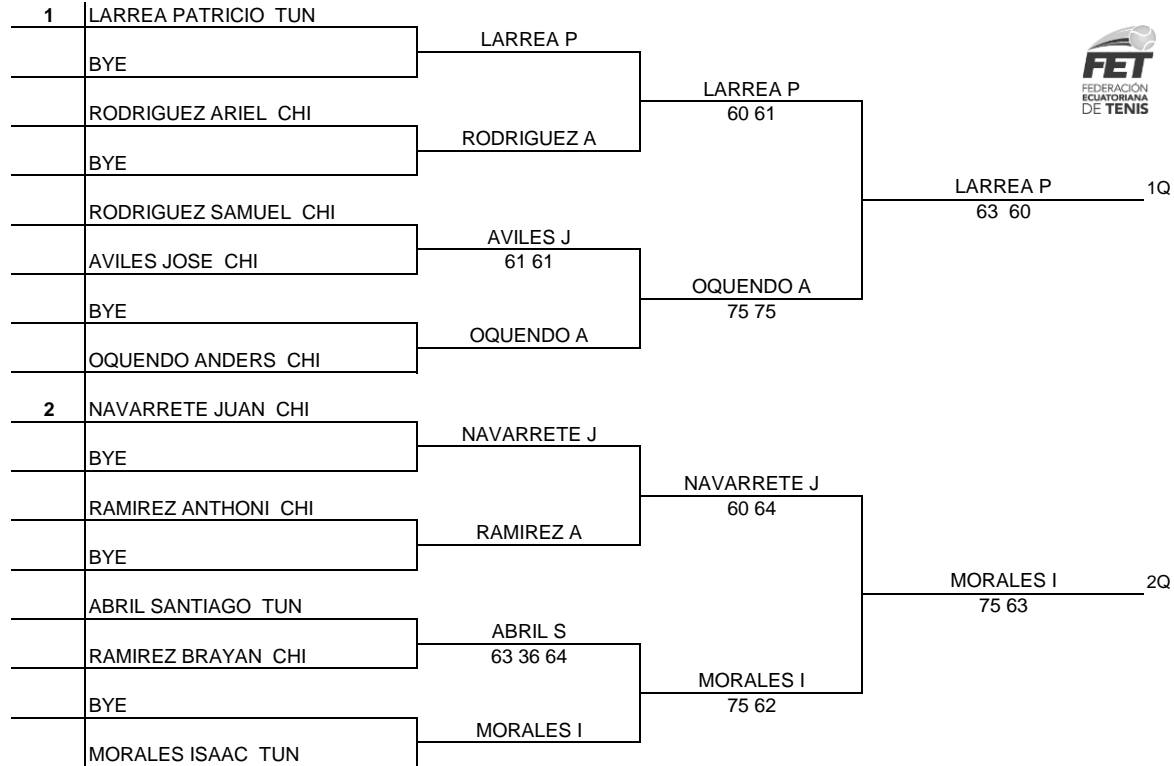 1 LARREA PATRICIO TUN
LARREA P
BYE
FET
FEDERACIÓN
ECUATORIANA
DE TENIS
LARREA P
60 61
RODRIGUEZ ARIEL CHI
RODRIGUEZ A
BYE
LARREA P 1Q
63 60
RODRIGUEZ SAMUEL CHI
AVILES J
61 61
AVILES JOSE CHI
OQUENDO A
75 75
BYE
OQUENDO A
OQUENDO ANDERS CHI
2 NAVARRETE JUAN CHI
NAVARRETE J
BYE
NAVARRETE J
60 64
RAMIREZ ANTHONI CHI
RAMIREZ A
BYE
MORALES I 2Q
75 63
ABRIL SANTIAGO TUN
ABRIL S
63 36 64
RAMIREZ BRAYAN CHI
MORALES I
75 62
BYE
MORALES I
MORALES ISAAC TUN